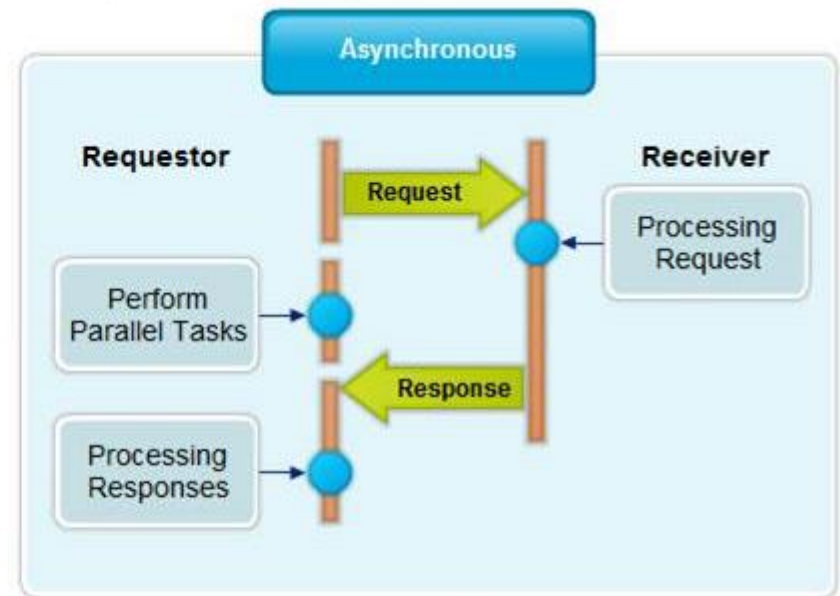 Asynchronous
Requestor
Receiver
Request
Processing
Request
Perform
Parallel Tasks
Response
Processing
Responses